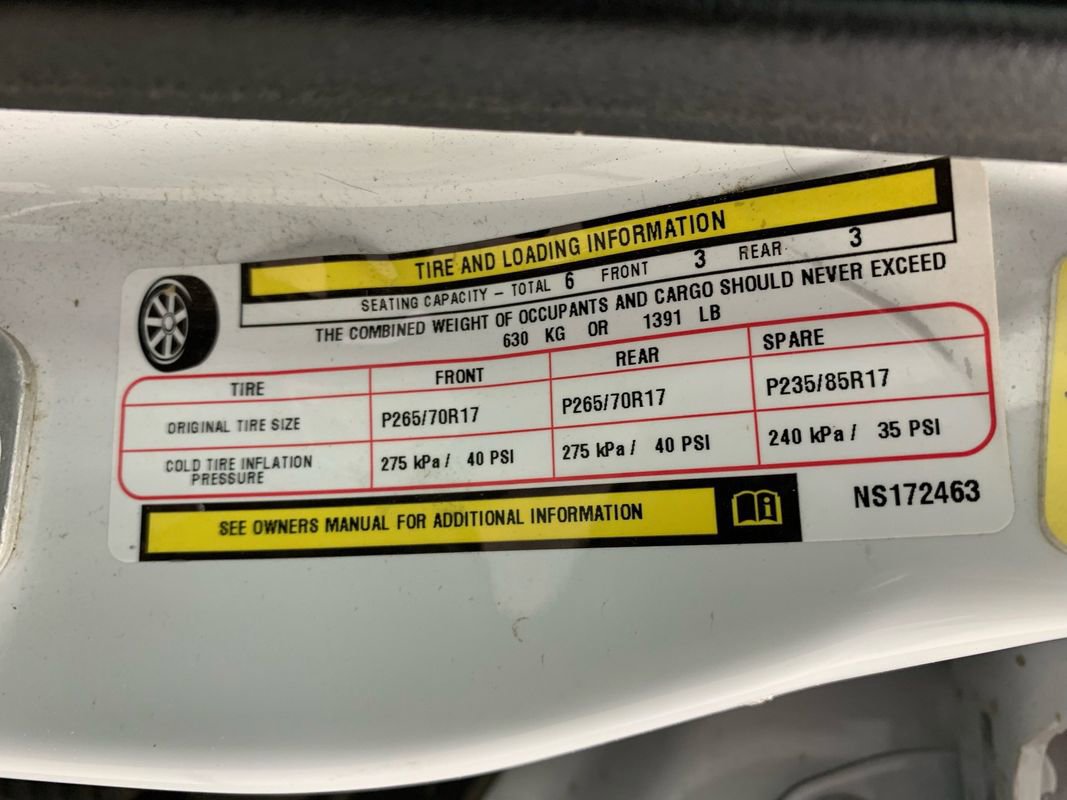 TIRE AND LOADING INFORMATION
SEATING CAPACITY – TOTAL 6 FRONT 3 REAR 3
THE COMBINED WEIGHT OF OCCUPANTS AND CARGO SHOULD NEVER EXCEED
630 KG OR 1391 LB
TIRE FRONT REAR SPARE
ORIGINAL TIRE SIZE P265/70R17 P265/70R17 P235/85R17
COLD TIRE INFLATION PRESSURE 275 kPa / 40 PSI 275 kPa / 40 PSI 240 kPa / 35 PSI
SEE OWNERS MANUAL FOR ADDITIONAL INFORMATION
NS172463